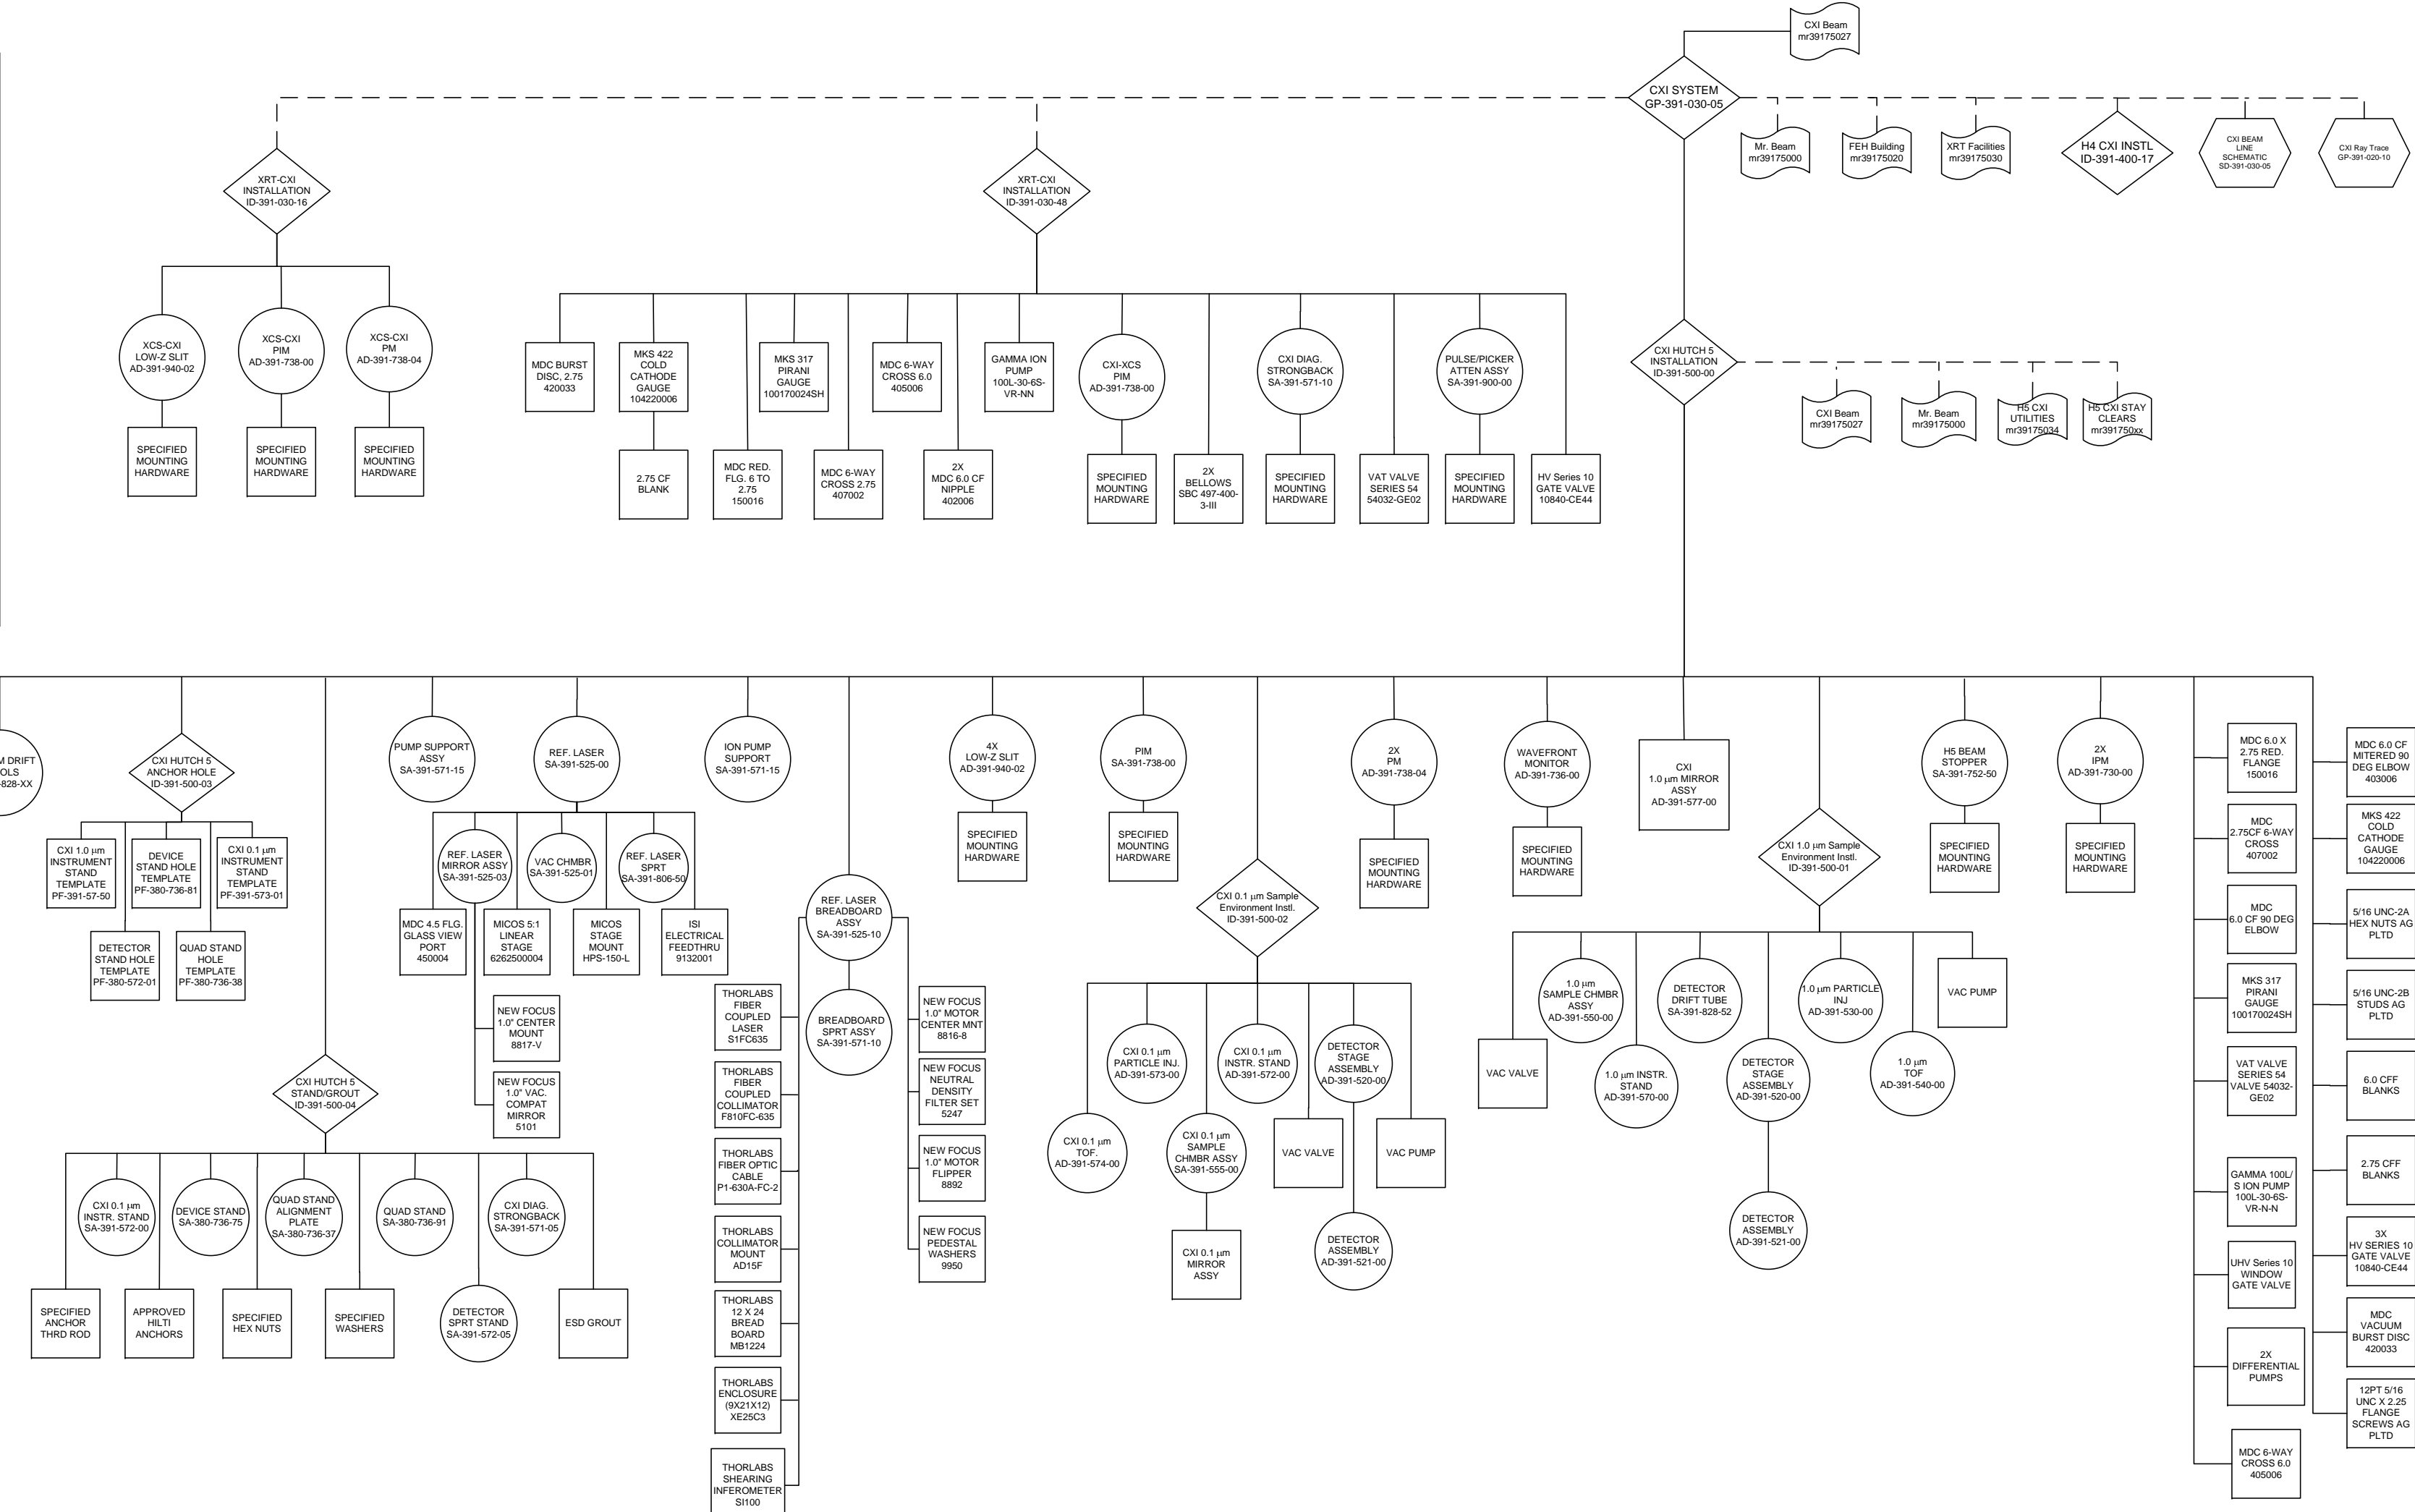 CXI Beam
mr39175027
CXI SYSTEM
GP-391-030-05
Mr. Beam
mr39175000
FEH Building
mr39175020
XRT Facilities
mr39175030
H4 CXI INSTL
ID-391-400-17
CXI BEAM
LINE
SCHEMATIC
SD-391-030-05
CXI Ray Trace
GP-391-020-10
XRT-CXI
INSTALLATION
ID-391-030-16
XRT-CXI
INSTALLATION
ID-391-030-48
XCS-CXI
LOW-Z SLIT
AD-391-940-02
XCS-CXI
PIM
AD-391-738-00
XCS-CXI
PM
AD-391-738-04
SPECIFIED
MOUNTING
HARDWARE
SPECIFIED
MOUNTING
HARDWARE
SPECIFIED
MOUNTING
HARDWARE
MDC BURST
DISC, 2.75
420033
MKS 422
COLD
CATHODE
GAUGE
104220006
MKS 317
PIRANI
GAUGE
100170024SH
MDC 6-WAY
CROSS 6.0
405006
GAMMA ION
PUMP
100L-30-6S-
VR-NN
CXI-XCS
PIM
AD-391-738-00
CXI DIAG.
STRONGBACK
SA-391-571-10
PULSE/PICKER
ATTEN ASSY
SA-391-900-00
2.75 CF
BLANK
MDC RED.
FLG. 6 TO
2.75
150016
MDC 6-WAY
CROSS 2.75
407002
2X
MDC 6.0 CF
NIPPLE
402006
SPECIFIED
MOUNTING
HARDWARE
2X
BELLOWS
SBC 497-400-
3-III
SPECIFIED
MOUNTING
HARDWARE
VAT VALVE
SERIES 54
54032-GE02
SPECIFIED
MOUNTING
HARDWARE
HV Series 10
GATE VALVE
10840-CE44
CXI HUTCH 5
INSTALLATION
ID-391-500-00
CXI Beam
mr39175027
Mr. Beam
mr39175000
H5 CXI
UTILITIES
mr39175034
H5 CXI STAY
CLEARS
mr391750xx
M DRIFT
OLS
-828-XX
CXI HUTCH 5
ANCHOR HOLE
ID-391-500-03
CXI 1.0 µm
INSTRUMENT
STAND
TEMPLATE
PF-391-57-50
DEVICE
STAND HOLE
TEMPLATE
PF-380-736-81
CXI 0.1 µm
INSTRUMENT
STAND
TEMPLATE
PF-391-573-01
DETECTOR
STAND HOLE
TEMPLATE
PF-380-572-01
QUAD STAND
HOLE
TEMPLATE
PF-380-736-38
CXI HUTCH 5
STAND/GROUT
ID-391-500-04
CXI 0.1 µm
INSTR. STAND
SA-391-572-00
DEVICE STAND
SA-380-736-75
QUAD STAND
ALIGNMENT
PLATE
SA-380-736-37
QUAD STAND
SA-380-736-91
CXI DIAG.
STRONGBACK
SA-391-571-05
SPECIFIED
ANCHOR
THRD ROD
APPROVED
HILTI
ANCHORS
SPECIFIED
HEX NUTS
SPECIFIED
WASHERS
DETECTOR
SPRT STAND
SA-391-572-05
ESD GROUT
PUMP SUPPORT
ASSY
SA-391-571-15
REF. LASER
SA-391-525-00
REF. LASER
MIRROR ASSY
SA-391-525-03
VAC CHMBR
SA-391-525-01
REF. LASER
SPRT
SA-391-806-50
MDC 4.5 FLG.
GLASS VIEW
PORT
450004
MICOS 5:1
LINEAR
STAGE
6262500004
MICOS
STAGE
MOUNT
HPS-150-L
ISI
ELECTRICAL
FEEDTHRU
9132001
NEW FOCUS
1.0" CENTER
MOUNT
8817-V
NEW FOCUS
1.0" VAC.
COMPAT
MIRROR
5101
ION PUMP
SUPPORT
SA-391-571-15
REF. LASER
BREADBOARD
ASSY
SA-391-525-10
BREADBOARD
SPRT ASSY
SA-391-571-10
THORLABS
FIBER
COUPLED
LASER
S1FC635
THORLABS
FIBER
COUPLED
COLLIMATOR
F810FC-635
THORLABS
FIBER OPTIC
CABLE
P1-630A-FC-2
THORLABS
COLLIMATOR
MOUNT
AD15F
THORLABS
12 X 24
BREAD
BOARD
MB1224
THORLABS
ENCLOSURE
(9X21X12)
XE25C3
THORLABS
SHEARING
INFEROMETER
SI100
NEW FOCUS
1.0" MOTOR
CENTER MNT
8816-8
NEW FOCUS
NEUTRAL
DENSITY
FILTER SET
5247
NEW FOCUS
1.0" MOTOR
FLIPPER
8892
NEW FOCUS
PEDESTAL
WASHERS
9950
4X
LOW-Z SLIT
AD-391-940-02
SPECIFIED
MOUNTING
HARDWARE
PIM
SA-391-738-00
SPECIFIED
MOUNTING
HARDWARE
CXI 0.1 µm Sample
Environment Instl.
ID-391-500-02
CXI 0.1 µm
PARTICLE INJ.
AD-391-573-00
CXI 0.1 µm
INSTR. STAND
AD-391-572-00
DETECTOR
STAGE
ASSEMBLY
AD-391-520-00
CXI 0.1 µm
TOF.
AD-391-574-00
CXI 0.1 µm
SAMPLE
CHMBR ASSY
SA-391-555-00
VAC VALVE
VAC PUMP
CXI 0.1 µm
MIRROR
ASSY
DETECTOR
ASSEMBLY
AD-391-521-00
2X
PM
AD-391-738-04
SPECIFIED
MOUNTING
HARDWARE
WAVEFRONT
MONITOR
AD-391-736-00
SPECIFIED
MOUNTING
HARDWARE
CXI
1.0 µm MIRROR
ASSY
AD-391-577-00
CXI 1.0 µm Sample
Environment Instl.
ID-391-500-01
1.0 µm
SAMPLE CHMBR
ASSY
AD-391-550-00
DETECTOR
DRIFT TUBE
SA-391-828-52
1.0 µm PARTICLE
INJ
AD-391-530-00
VAC PUMP
VAC VALVE
1.0 µm INSTR.
STAND
AD-391-570-00
DETECTOR
STAGE
ASSEMBLY
AD-391-520-00
1.0 µm
TOF
AD-391-540-00
DETECTOR
ASSEMBLY
AD-391-521-00
H5 BEAM
STOPPER
SA-391-752-50
SPECIFIED
MOUNTING
HARDWARE
2X
IPM
AD-391-730-00
SPECIFIED
MOUNTING
HARDWARE
MDC 6.0 X
2.75 RED.
FLANGE
150016
MDC
2.75CF 6-WAY
CROSS
407002
MDC
6.0 CF 90 DEG
ELBOW
MKS 317
PIRANI
GAUGE
100170024SH
VAT VALVE
SERIES 54
VALVE 54032-
GE02
GAMMA 100L/
S ION PUMP
100L-30-6S-
VR-N-N
UHV Series 10
WINDOW
GATE VALVE
2X
DIFFERENTIAL
PUMPS
MDC 6-WAY
CROSS 6.0
405006
MDC 6.0 CF
MITERED 90
DEG ELBOW
403006
MKS 422
COLD
CATHODE
GAUGE
104220006
5/16 UNC-2A
HEX NUTS AG
PLTD
5/16 UNC-2B
STUDS AG
PLTD
6.0 CFF
BLANKS
2.75 CFF
BLANKS
3X
HV SERIES 10
GATE VALVE
10840-CE44
MDC
VACUUM
BURST DISC
420033
12PT 5/16
UNC X 2.25
FLANGE
SCREWS AG
PLTD